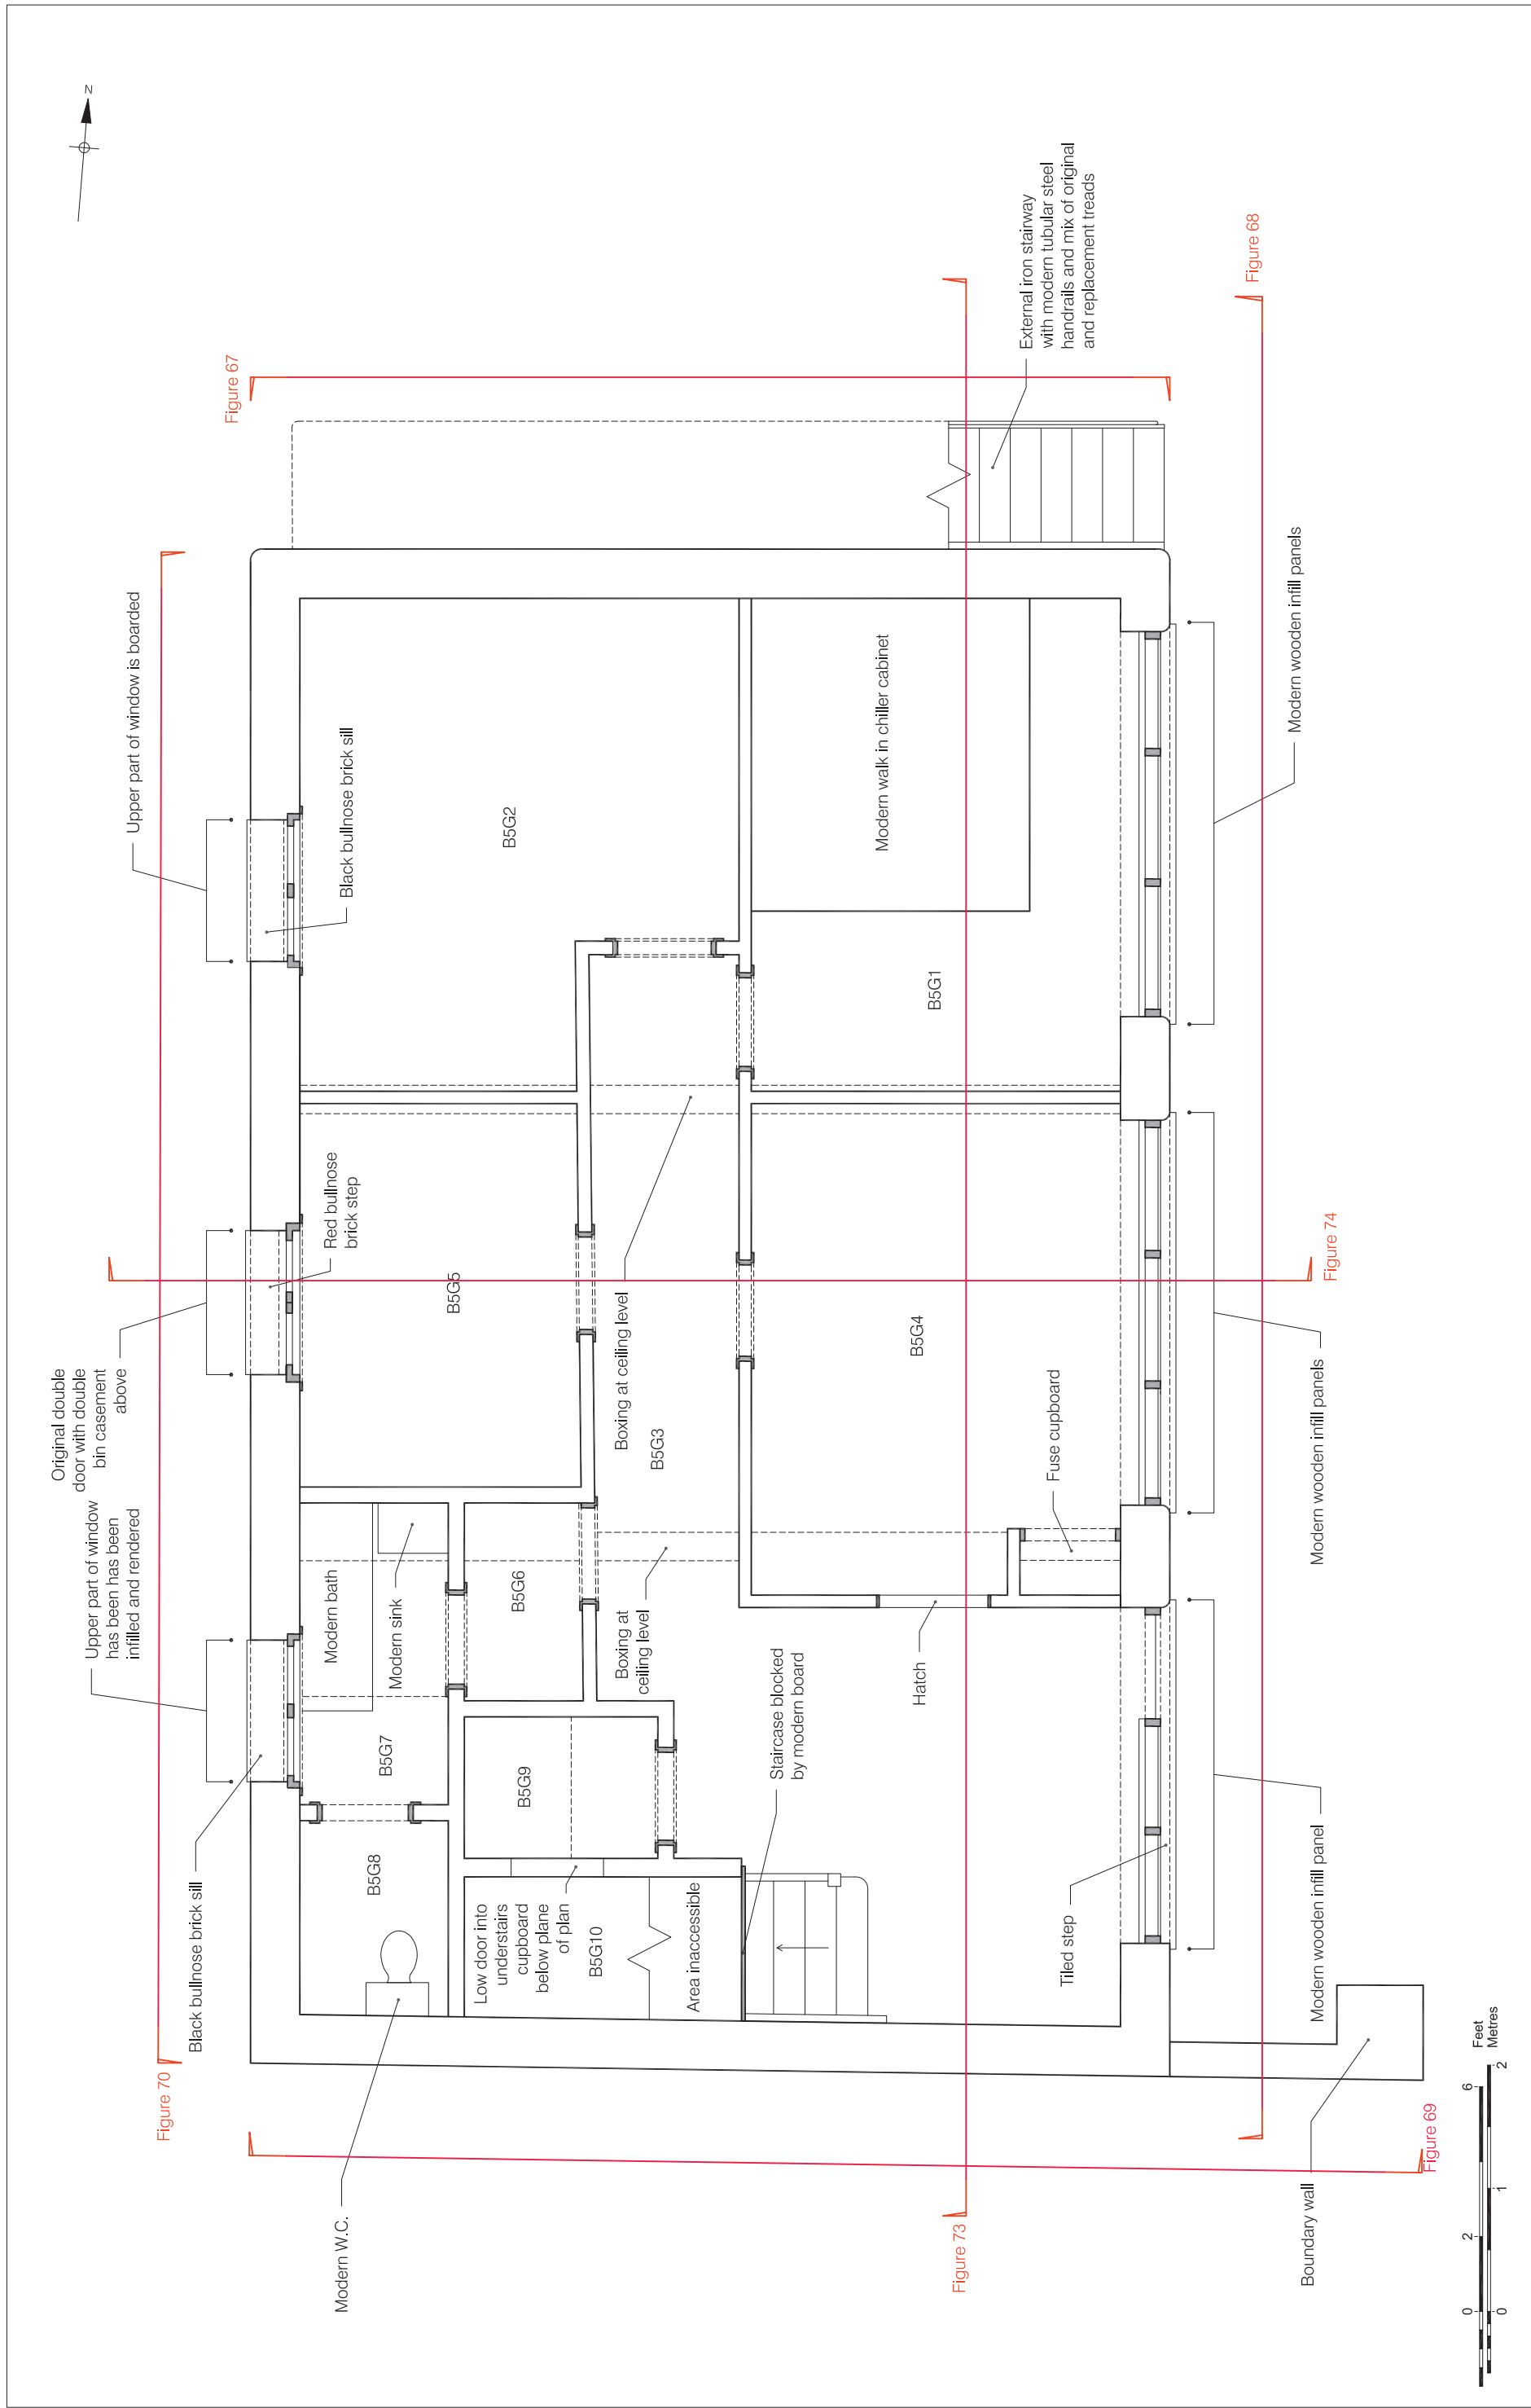 N
Figure 67
Figure 68
Figure 70
Figure 74
Figure 73
Figure 69
External iron stairway
with modern tubular steel
handrails and mix of original
and replacement treads
Upper part of window is boarded
Black bullnose brick sill
B5G2
Modern walk in chiller cabinet
B5G1
Modern wooden infill panels
Original double
door with double
bin casement
above
Red bullnose
brick step
B5G5
Boxing at ceiling level
B5G3
B5G4
Fuse cupboard
Modern wooden infill panels
Upper part of window
has been has been
infilled and rendered
Black bullnose brick sill
Modern bath
Modern sink
B5G6
Boxing at
ceiling level
Hatch
B5G7
B5G9
Staircase blocked
by modern board
B5G8
Low door into
understairs
cupboard
below plane
of plan
B5G10
Area inaccessible
Tiled step
Modern wooden infill panel
Modern W.C.
Boundary wall
0
2
6
Feet
Metres
0
1
2